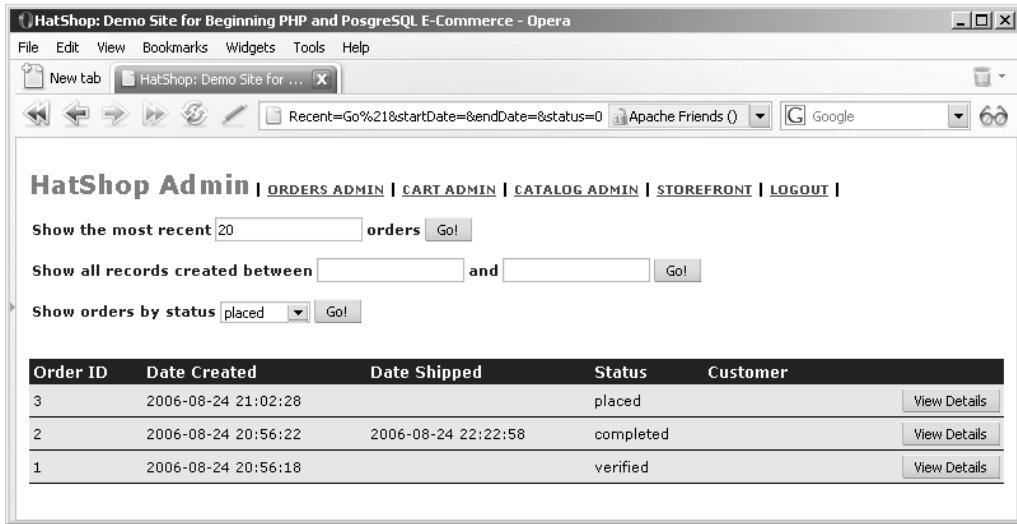 HatShop: Demo Site for Beginning PHP and PosgreSQL E-Commerce - Opera
File Edit View Bookmarks Widgets Tools Help
New tab HatShop: Demo Site for ... X
Recent=Go%21&startDate=&endDate=&status=0 Apache Friends () G Google
HatShop Admin | ORDERS ADMIN | CART ADMIN | CATALOG ADMIN | STOREFRONT | LOGOUT |
Show the most recent 20 orders Go!
Show all records created between and Go!
Show orders by status placed Go!
Order ID Date Created Date Shipped Status Customer
3 2006-08-24 21:02:28 placed View Details
2 2006-08-24 20:56:22 2006-08-24 22:22:58 completed View Details
1 2006-08-24 20:56:18 verified View Details